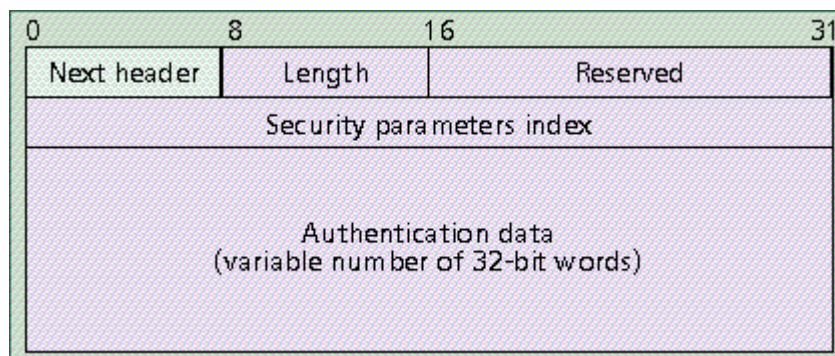 0 8 16 31
Next header Length Reserved
Security parameters index
Authentication data
(variable number of 32-bit words)